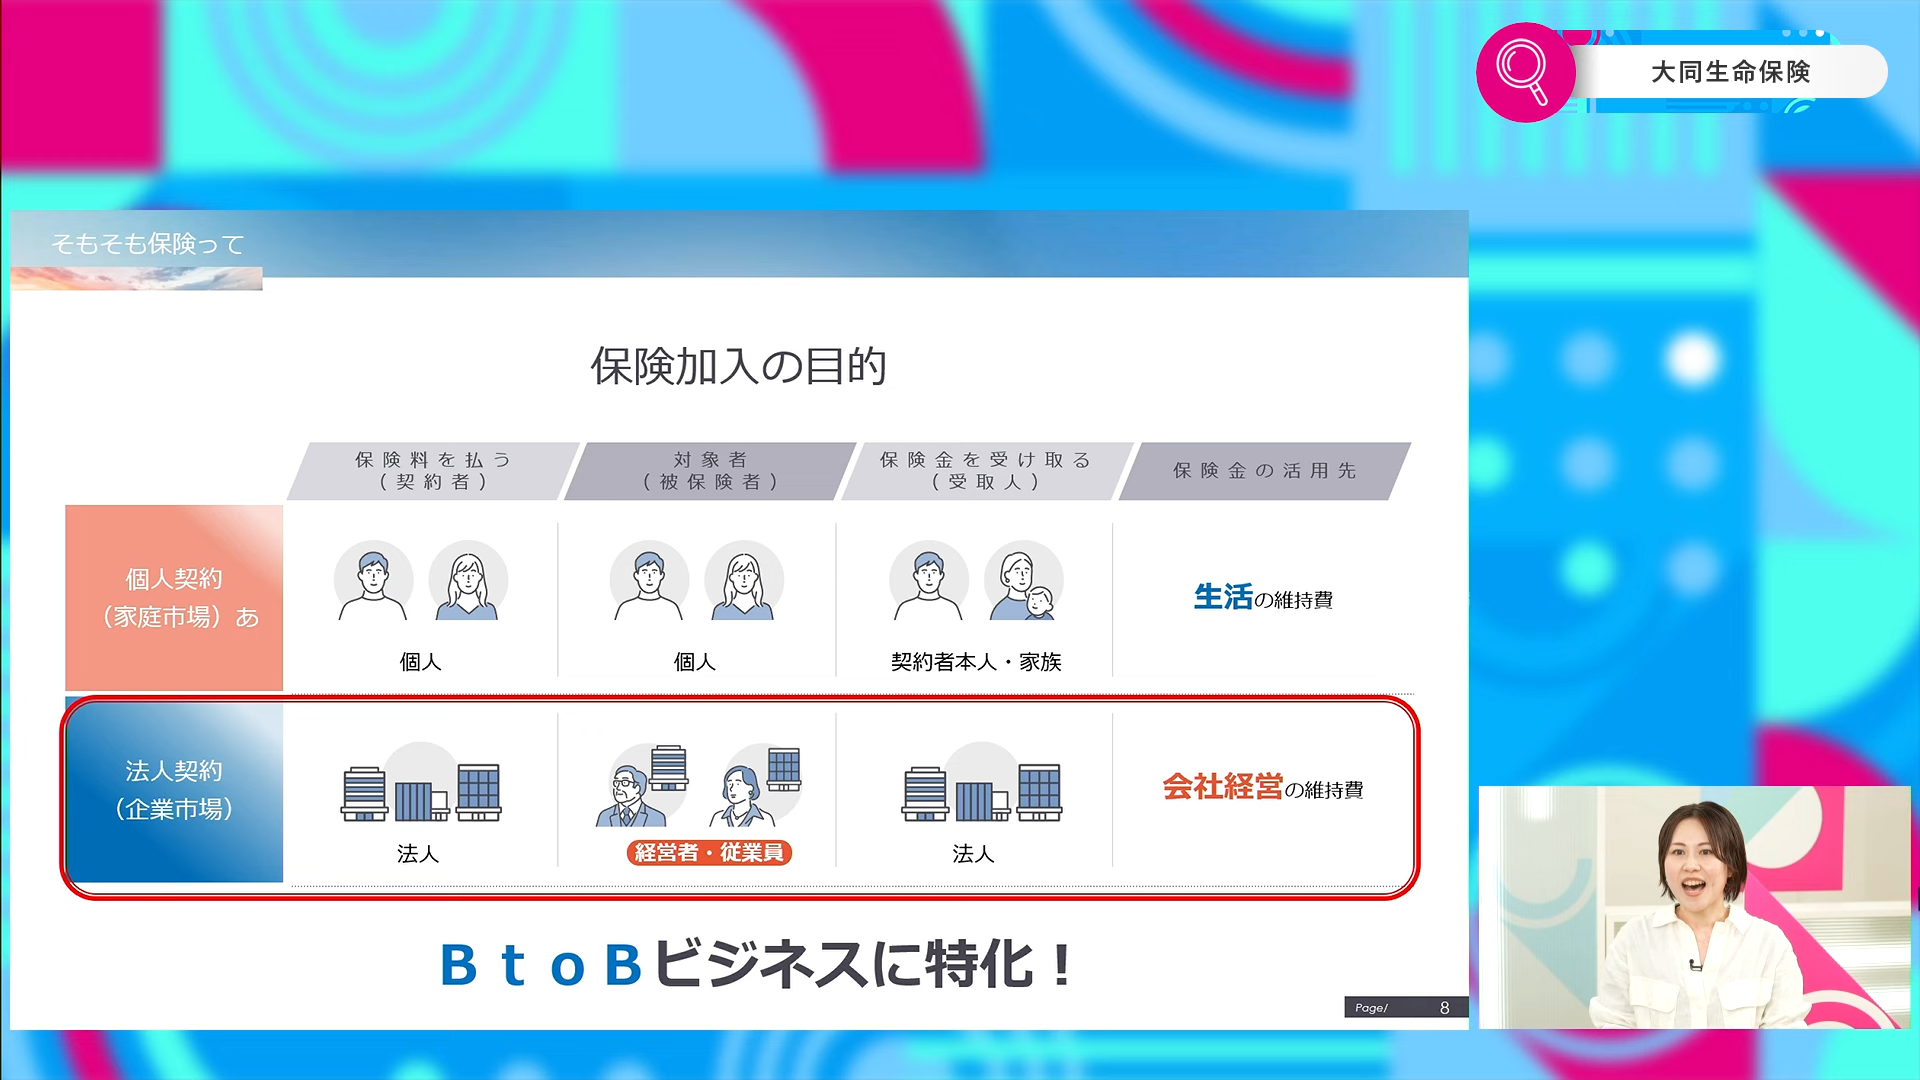 大同生命保険
そもそも保険って
保険加入の目的
保険料を払う
（契約者）
対象者
（被保険者）
保険金を受け取る
（受取人）
保険金の活用先
個人契約
（家庭市場）あ
個人
個人
契約者本人・家族
生活の維持費
法人契約
（企業市場）
法人
経営者・従業員
法人
会社経営の維持費
ＢｔｏＢビジネスに特化！
Page/ 8